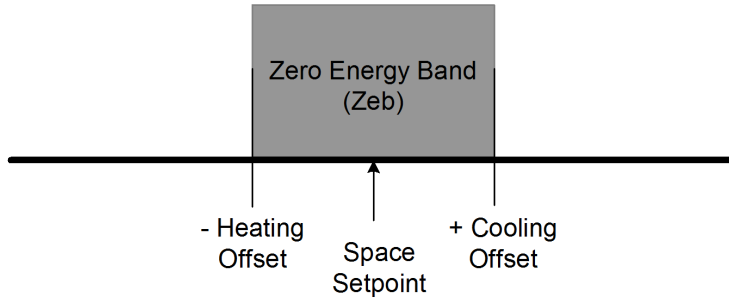 Zero Energy Band
(Zeb)
- Heating
Offset
Space
Setpoint
+ Cooling
Offset